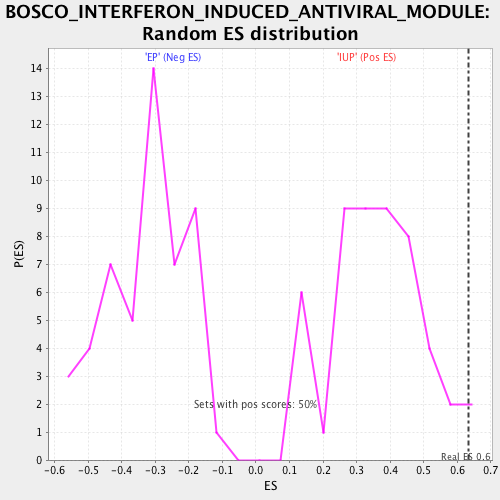 BOSCO_INTERFERON_INDUCED_ANTIVIRAL_MODULE:
Random ES distribution
'EP' (Neg ES) 'IUP' (Pos ES)
P(ES)
14
13
12
11
10
9
8
7
6
5
4
3
2
1
0
Sets with pos scores: 50%
Real ES 0.6
-0.6 -0.5 -0.4 -0.3 -0.2 -0.1 0.0 0.1 0.2 0.3 0.4 0.5 0.6 0.7
ES